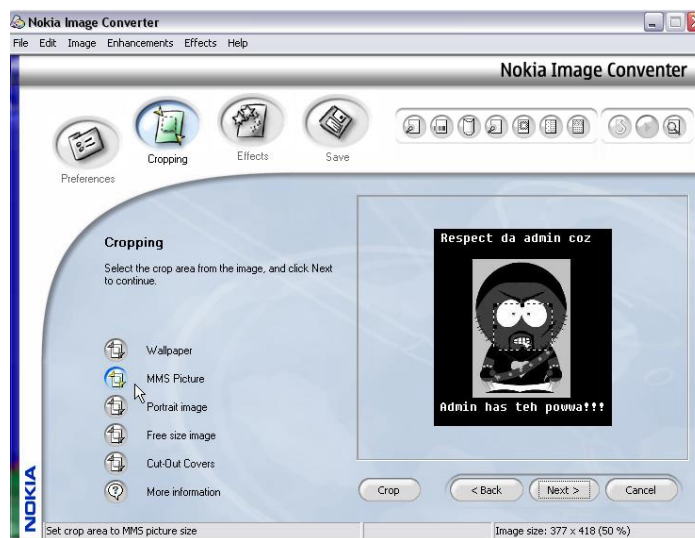 Nokia Image Converter
File Edit Image Enhancements Effects Help
Nokia Image Conventer
Preferences
Cropping
Effects
Save
Cropping
Select the crop area from the image, and click Next
to continue.
Wallpaper
MMS Picture
Portrait image
Free size image
Cut-Out Covers
More information
Respect da admin coz
Admin has teh powwa!!!
Crop
< Back
Next >
Cancel
NOKIA
Set crop area to MMS picture size
Image size: 377 x 418 (50 %)